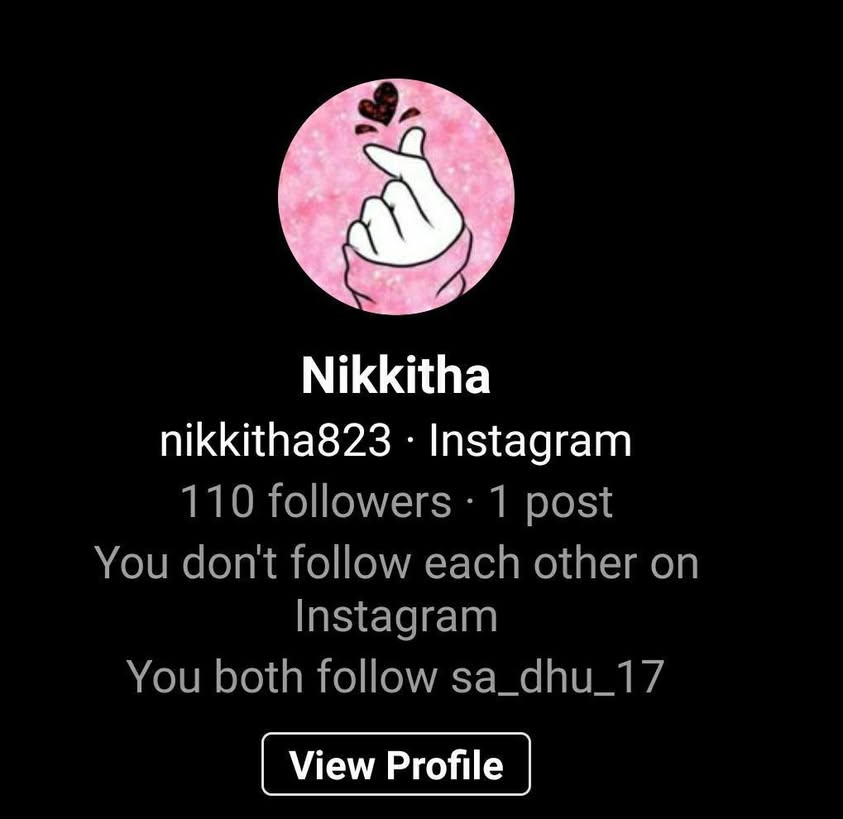 Nikkitha
nikkitha823 · Instagram
110 followers · 1 post
You don't follow each other on
Instagram
You both follow sa_dhu_17
View Profile